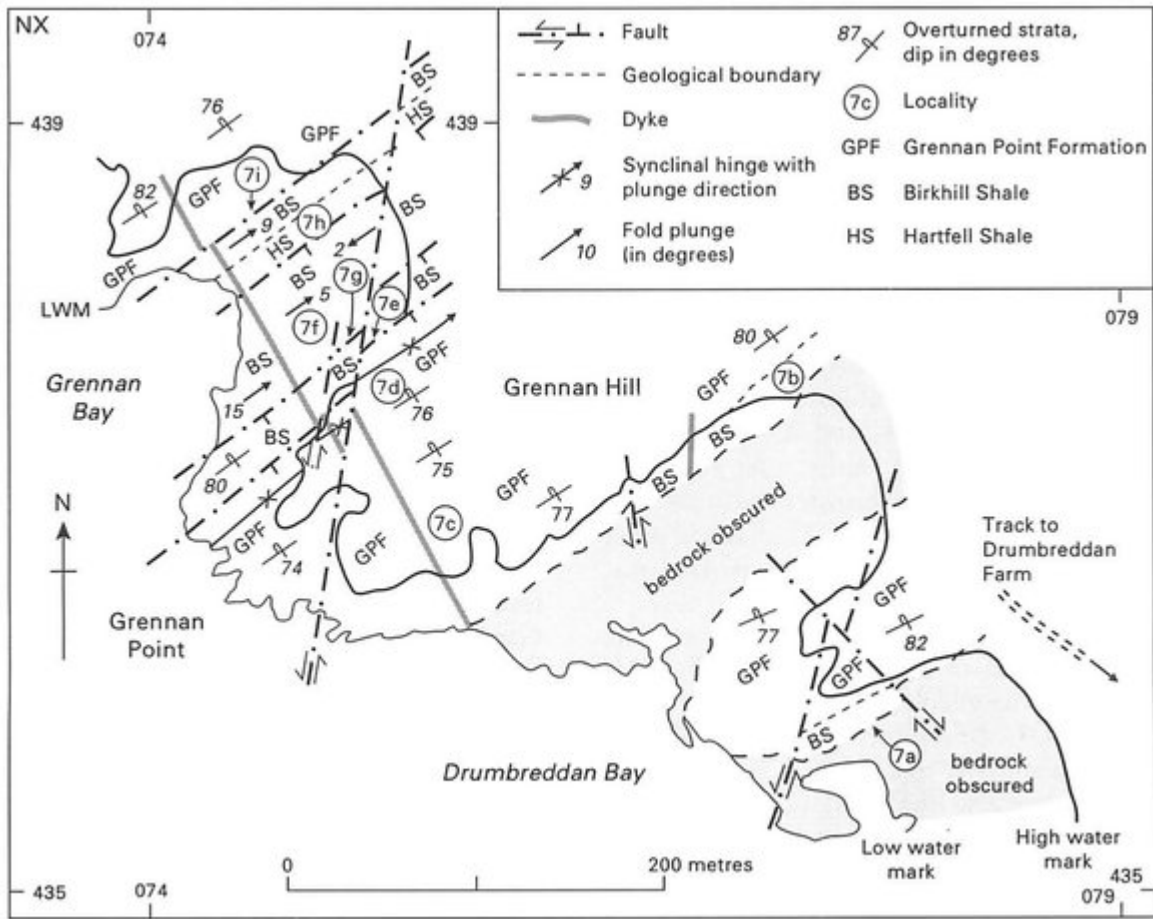 NX
074
439
439
76
82
GPF
GPF
BS
HS
BS
7i
9
BS
7h
HS
GPF
BS
2
BS
7g
BS
7e
5
7f
LWM
Grennan
Bay
BS
BS
GPF
7d
76
15
BS
80
75
7c
GPF
74
GPF
N
Grennan
Point
Grennan Hill
GPF
77
80
GPF
7b
BS
BS
bedrock obscured
079
Track to
Drumbreddan
Farm
GPF
77
82
GPF
GPF
BS
7a
bedrock
obscured
Drumbreddan Bay
Low water
mark
High water
mark
0
200 metres
435
074
435
079
Fault
Geological boundary
Dyke
9
Synclinal hinge with
plunge direction
10
Fold plunge
(in degrees)
87
Overturned strata,
dip in degrees
7c
Locality
GPF
Grennan Point Formation
BS
Birkhill Shale
HS
Hartfell Shale